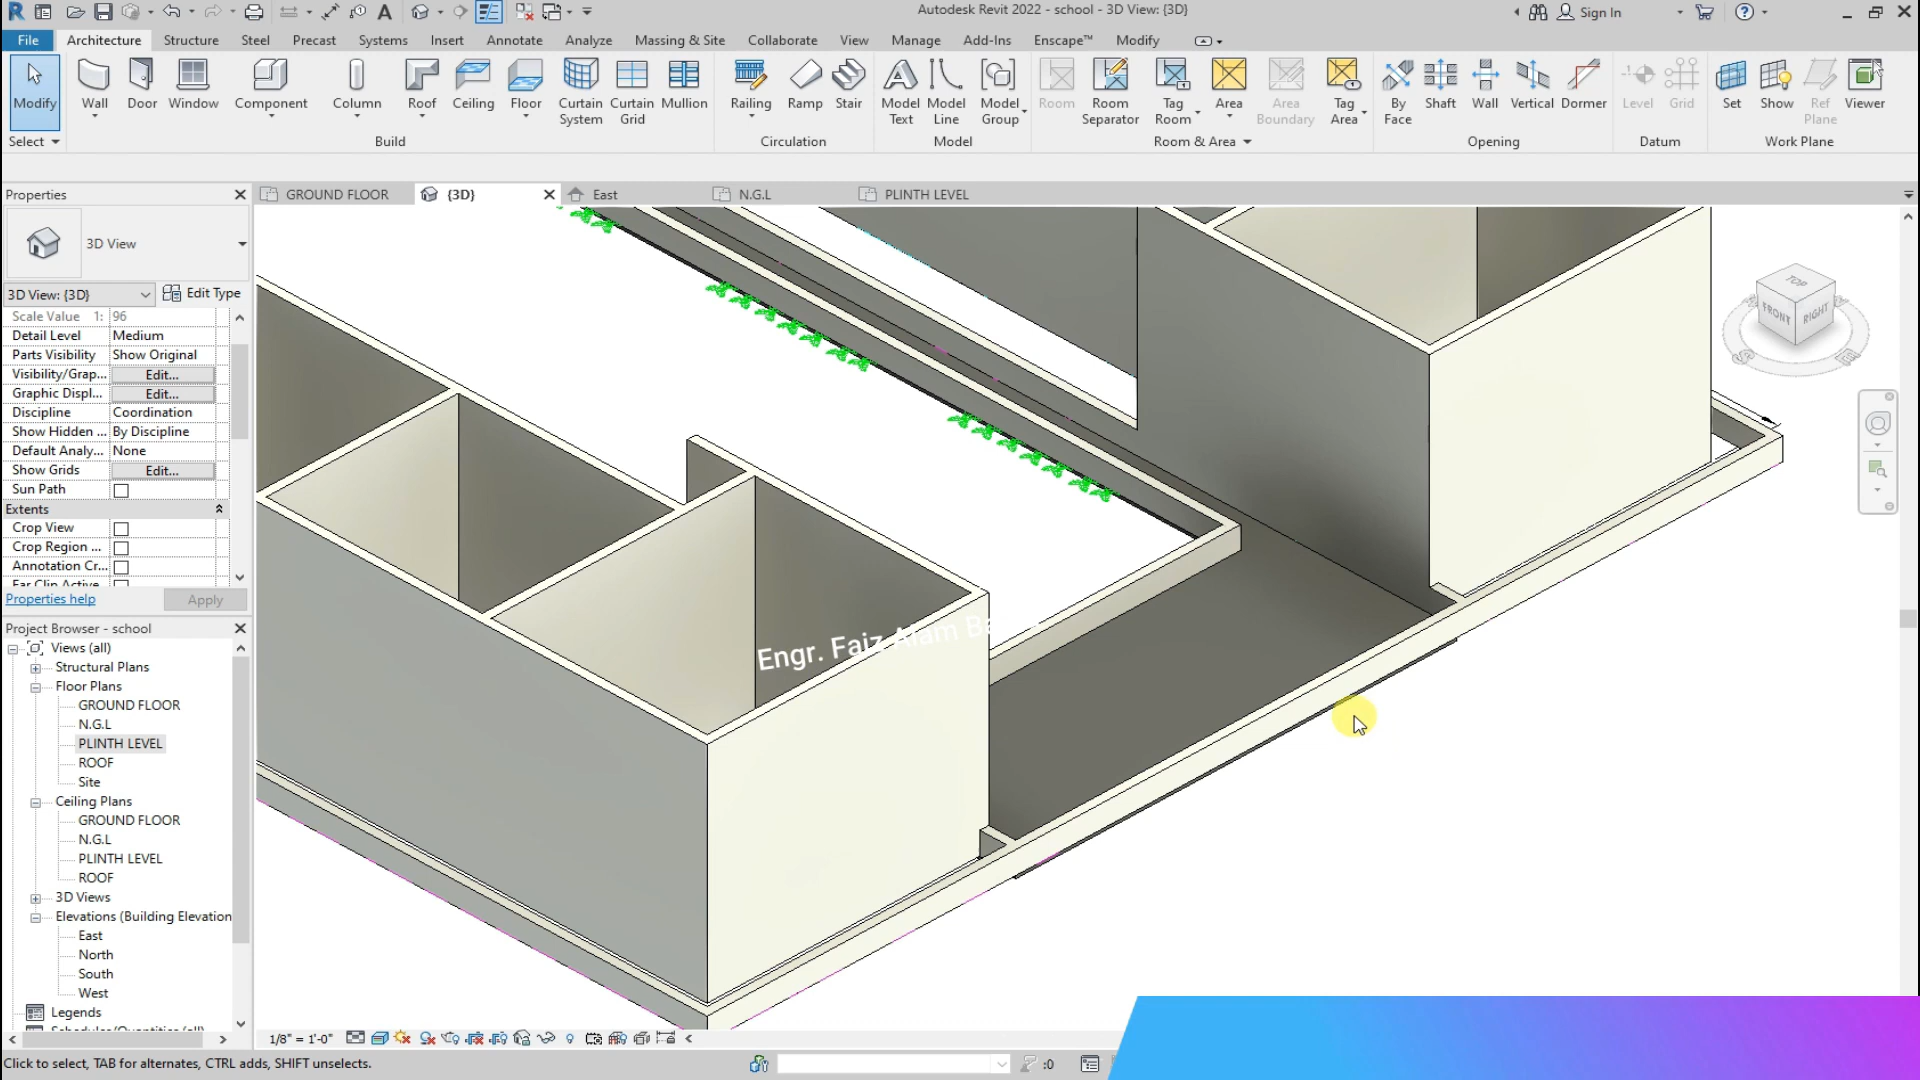 Autodesk Revit 2022 - school - 3D View: {3D}
Sign In
File
Architecture
Structure
Steel
Precast
Systems
Insert
Annotate
Analyze
Massing & Site
Collaborate
View
Manage
Add-Ins
Enscape™
Modify
Modify
Wall
Door
Window
Component
Column
Roof
Ceiling
Floor
Curtain System
Curtain Grid
Mullion
Railing
Ramp
Stair
Model Text
Model Line
Model Group
Room
Room Separator
Tag Room
Area
Area Boundary
Tag Area
By Face
Shaft
Wall
Vertical
Dormer
Level
Grid
Set
Show
Ref Plane
Viewer
Select
Build
Circulation
Model
Room & Area
Opening
Datum
Work Plane
Properties
GROUND FLOOR
{3D}
East
N.G.L
PLINTH LEVEL
3D View
3D View: {3D}
Edit Type
Scale Value 1: 96
Detail Level Medium
Parts Visibility Show Original
Visibility/Grap... Edit...
Graphic Displ... Edit...
Discipline Coordination
Show Hidden ... By Discipline
Default Analy... None
Show Grids Edit...
Sun Path
Extents
Crop View
Crop Region ...
Annotation Cr...
Far Clip Active
Properties help
Apply
Project Browser - school
Views (all)
Structural Plans
Floor Plans
GROUND FLOOR
N.G.L
PLINTH LEVEL
ROOF
Site
Ceiling Plans
GROUND FLOOR
N.G.L
PLINTH LEVEL
ROOF
3D Views
Elevations (Building Elevation
East
North
South
West
Legends
Schedules/Quantities (all)
TOP
FRONT
RIGHT
Engr. Faiz Alam
1/8" = 1'-0"
Click to select, TAB for alternates, CTRL adds, SHIFT unselects.
:0